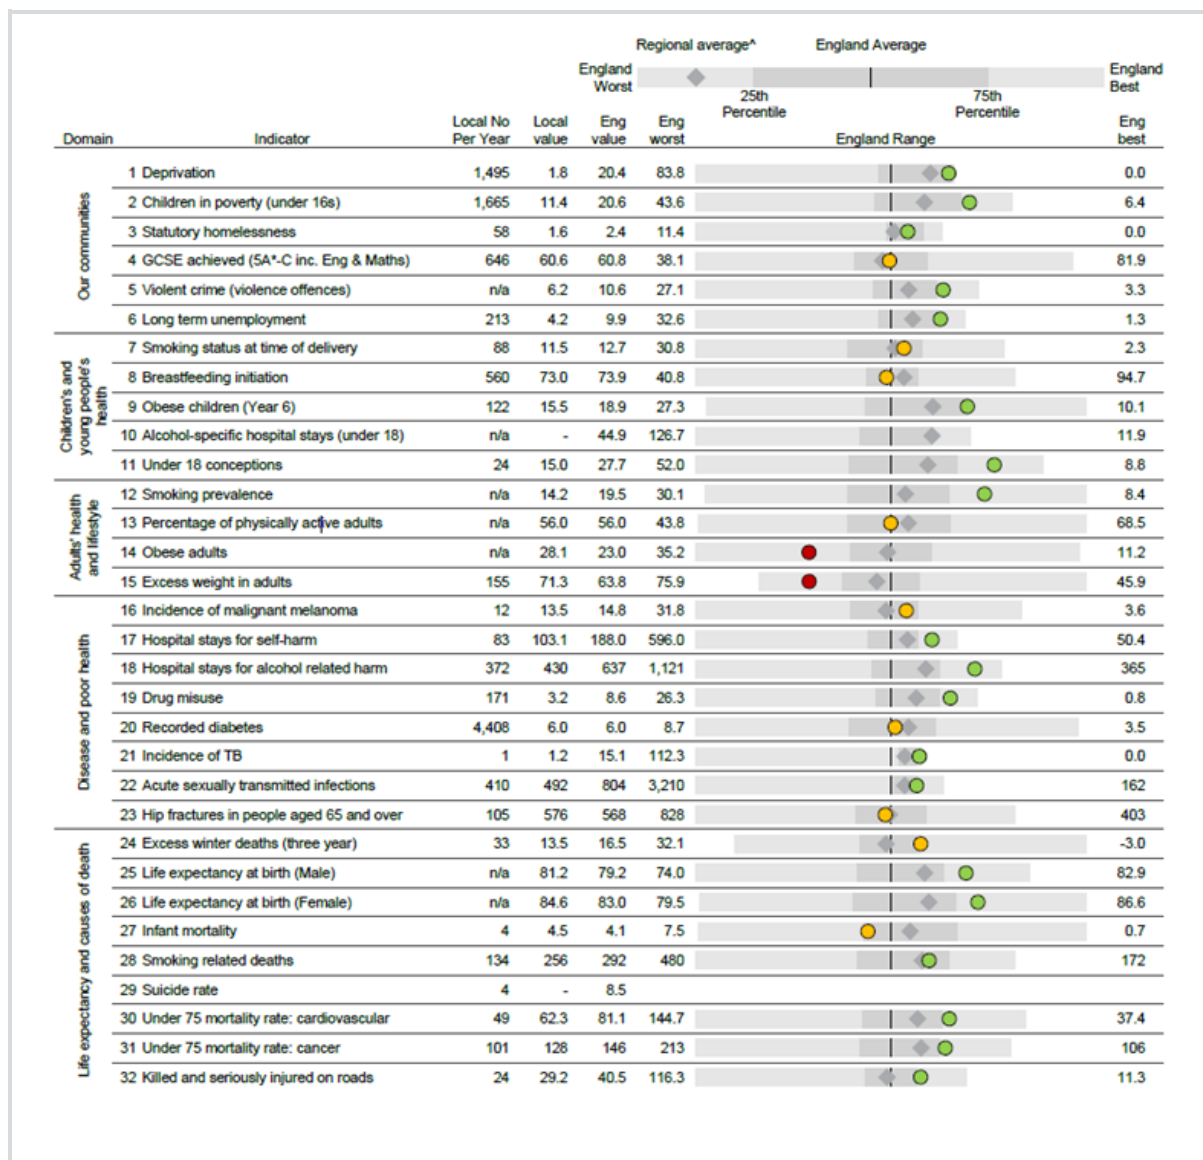 Regional average^ England Average
England Worst England Best
25th Percentile 75th Percentile
Domain Indicator Local No Per Year Local value Eng value Eng worst England Range Eng best
Our communities
1 Deprivation 1,495 1.8 20.4 83.8 0.0
2 Children in poverty (under 16s) 1,665 11.4 20.6 43.6 6.4
3 Statutory homelessness 58 1.6 2.4 11.4 0.0
4 GCSE achieved (5A*-C inc. Eng & Maths) 646 60.6 60.8 38.1 81.9
5 Violent crime (violence offences) n/a 6.2 10.6 27.1 3.3
6 Long term unemployment 213 4.2 9.9 32.6 1.3
Children's and young people's health
7 Smoking status at time of delivery 88 11.5 12.7 30.8 2.3
8 Breastfeeding initiation 560 73.0 73.9 40.8 94.7
9 Obese children (Year 6) 122 15.5 18.9 27.3 10.1
10 Alcohol-specific hospital stays (under 18) n/a - 44.9 126.7 11.9
11 Under 18 conceptions 24 15.0 27.7 52.0 8.8
Adults' health and lifestyle
12 Smoking prevalence n/a 14.2 19.5 30.1 8.4
13 Percentage of physically active adults n/a 56.0 56.0 43.8 68.5
14 Obese adults n/a 28.1 23.0 35.2 11.2
15 Excess weight in adults 155 71.3 63.8 75.9 45.9
Disease and poor health
16 Incidence of malignant melanoma 12 13.5 14.8 31.8 3.6
17 Hospital stays for self-harm 83 103.1 188.0 596.0 50.4
18 Hospital stays for alcohol related harm 372 430 637 1,121 365
19 Drug misuse 171 3.2 8.6 26.3 0.8
20 Recorded diabetes 4,408 6.0 6.0 8.7 3.5
21 Incidence of TB 1 1.2 15.1 112.3 0.0
22 Acute sexually transmitted infections 410 492 804 3,210 162
23 Hip fractures in people aged 65 and over 105 576 568 828 403
Life expectancy and causes of death
24 Excess winter deaths (three year) 33 13.5 16.5 32.1 -3.0
25 Life expectancy at birth (Male) n/a 81.2 79.2 74.0 82.9
26 Life expectancy at birth (Female) n/a 84.6 83.0 79.5 86.6
27 Infant mortality 4 4.5 4.1 7.5 0.7
28 Smoking related deaths 134 256 292 480 172
29 Suicide rate 4 - 8.5
30 Under 75 mortality rate: cardiovascular 49 62.3 81.1 144.7 37.4
31 Under 75 mortality rate: cancer 101 128 146 213 106
32 Killed and seriously injured on roads 24 29.2 40.5 116.3 11.3